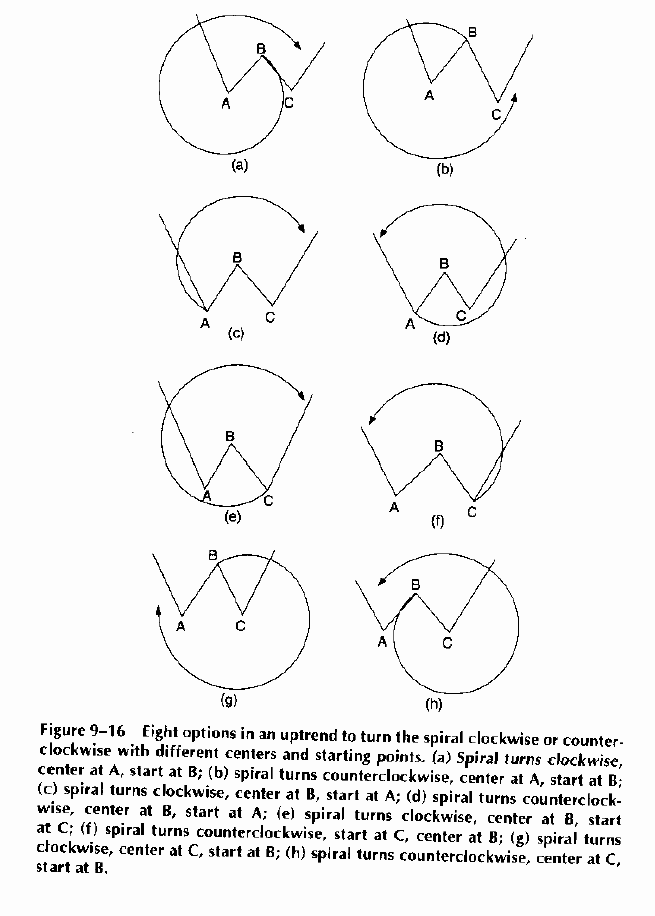 B
B
A
C
A
C
(a)
(b)
B
B
A
C
A
C
(c)
(d)
B
B
A
C
A
C
(e)
(f)
B
B
A
C
A
C
(g)
(h)
Figure 9–16 Eight options in an uptrend to turn the spiral clockwise or counter-
clockwise with different centers and starting points. (a) Spiral turns clockwise,
center at A, start at B; (b) spiral turns counterclockwise, center at A, start at B;
(c) spiral turns clockwise, center at B, start at A; (d) spiral turns counterclock-
wise, center at B, start at A; (e) spiral turns clockwise, center at B, start
at C; (f) spiral turns counterclockwise, start at C, center at B; (g) spiral turns
clockwise, center at C, start at B; (h) spiral turns counterclockwise, center at C,
start at B.